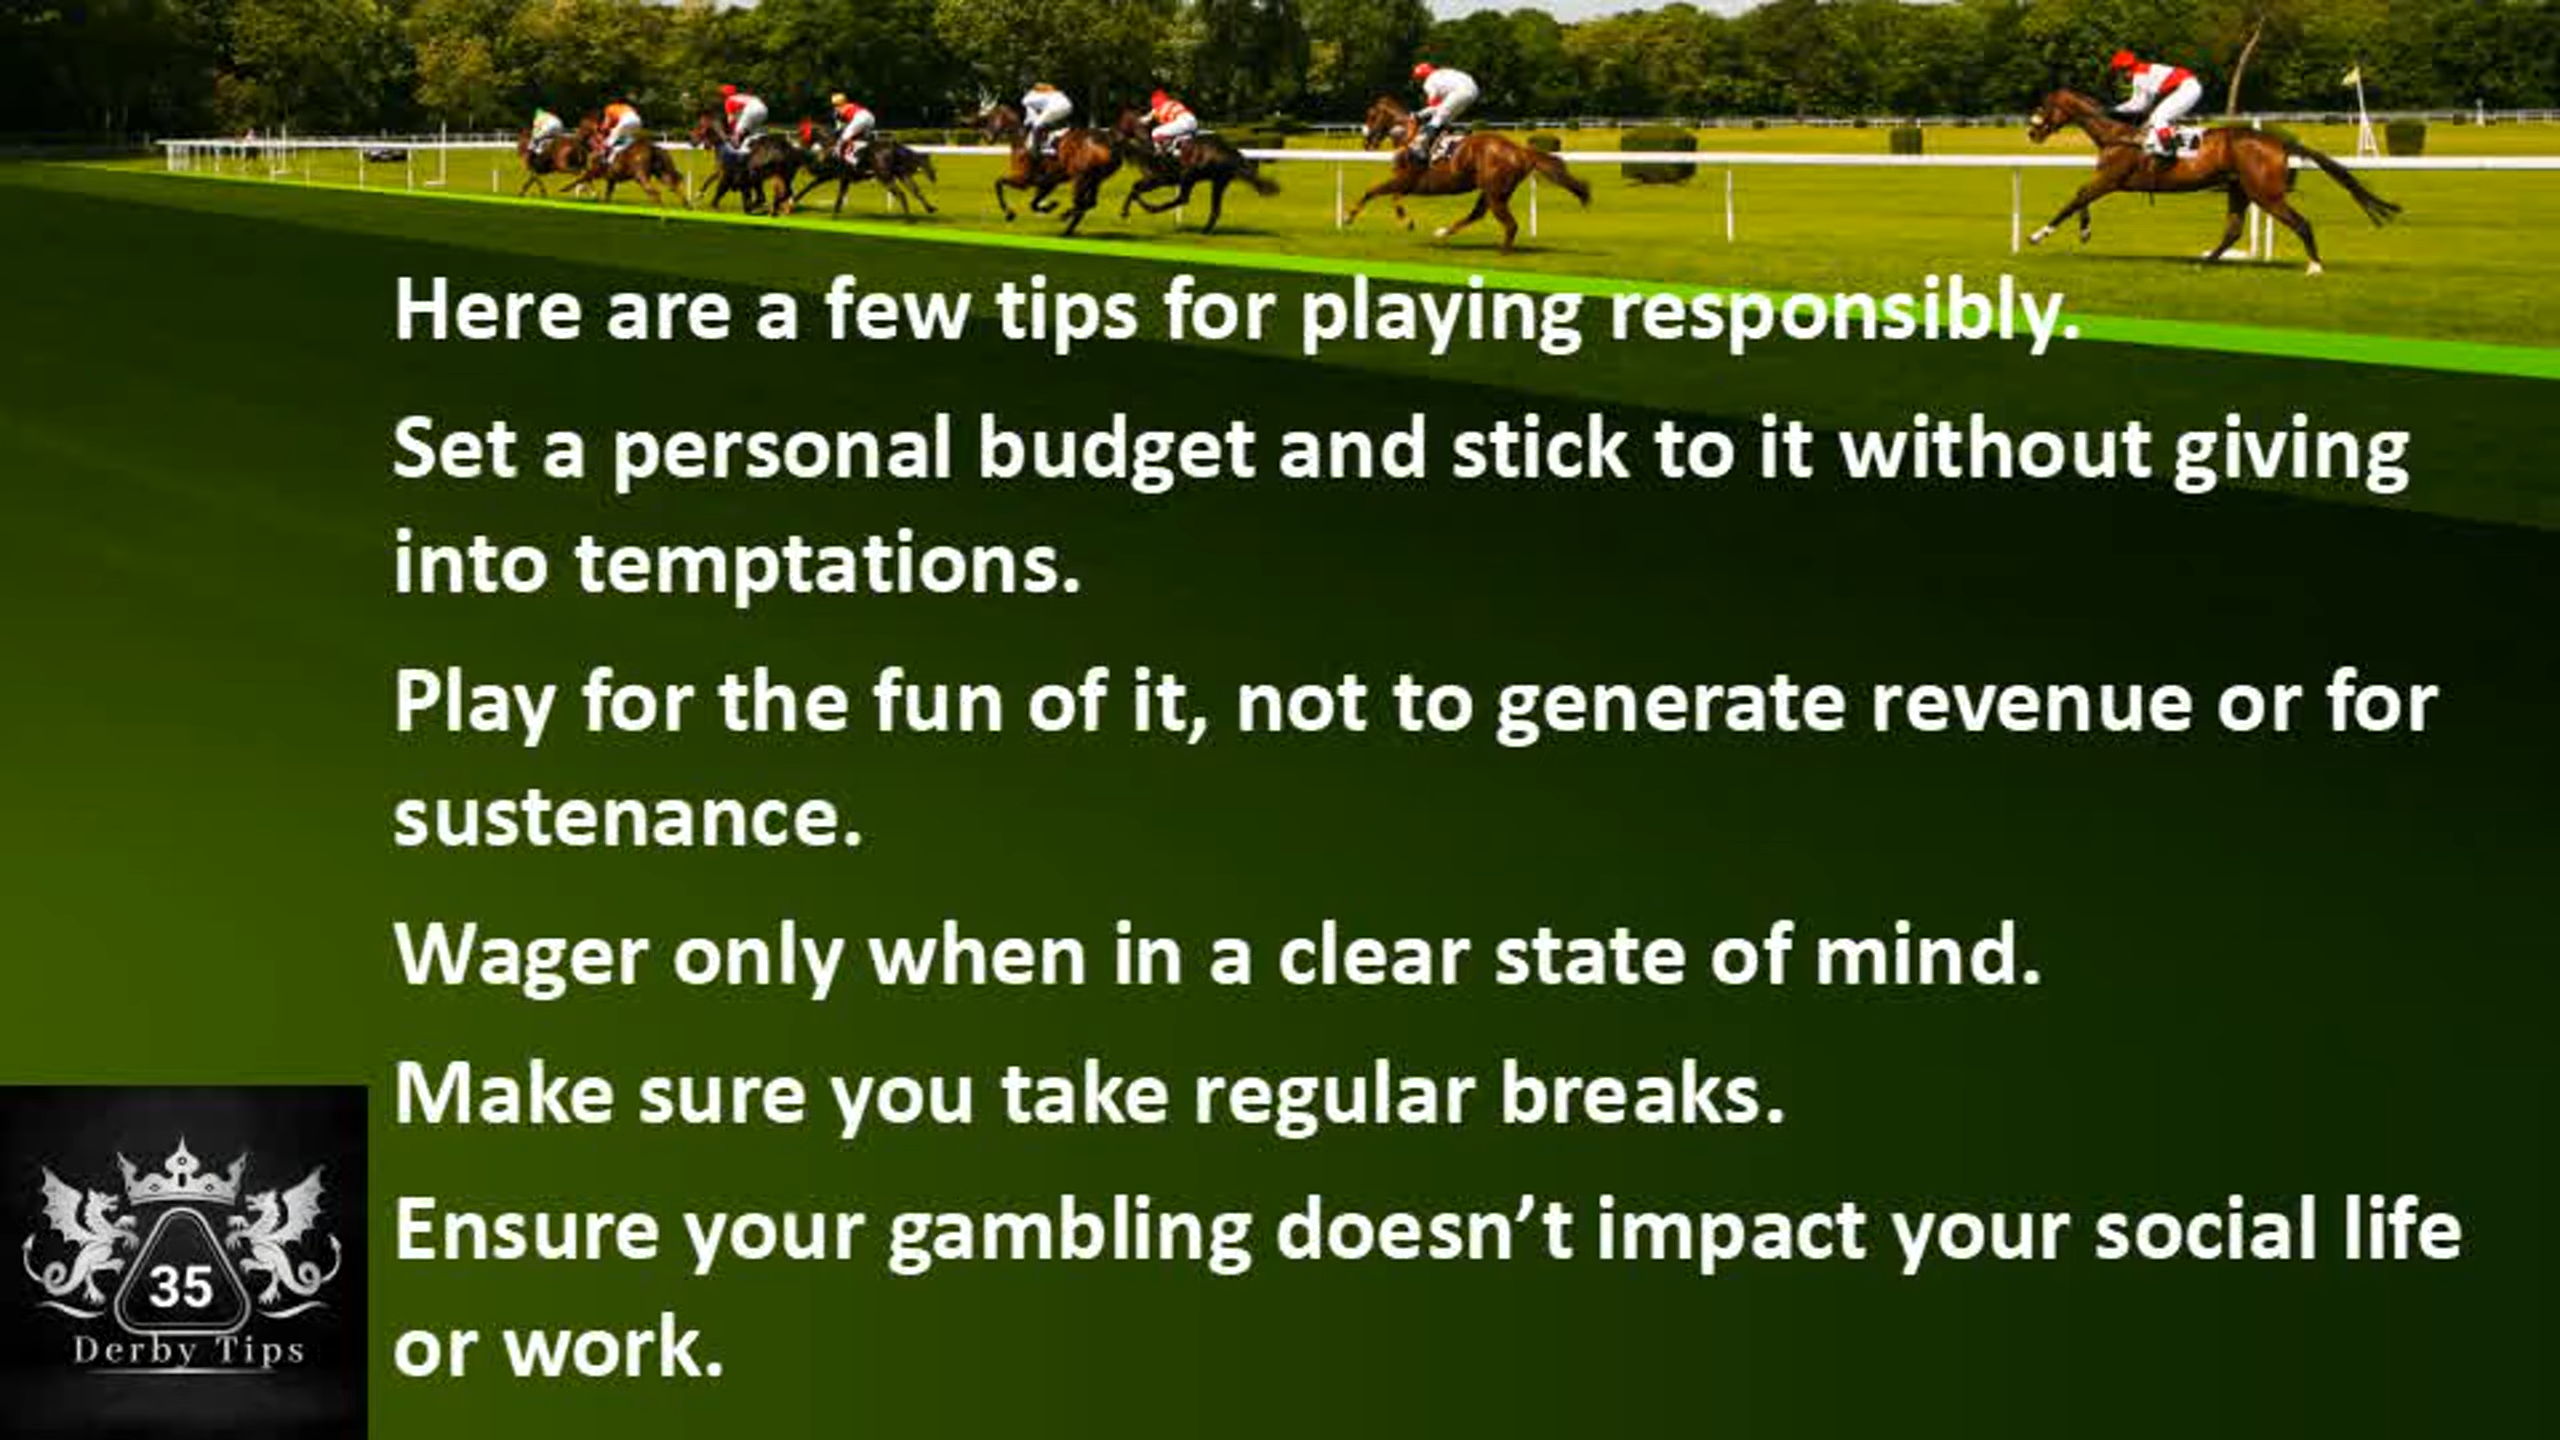 Here are a few tips for playing responsibly.
Set a personal budget and stick to it without giving
into temptations.
Play for the fun of it, not to generate revenue or for
sustenance.
Wager only when in a clear state of mind.
Make sure you take regular breaks.
Ensure your gambling doesn’t impact your social life
or work.
35
Derby Tips